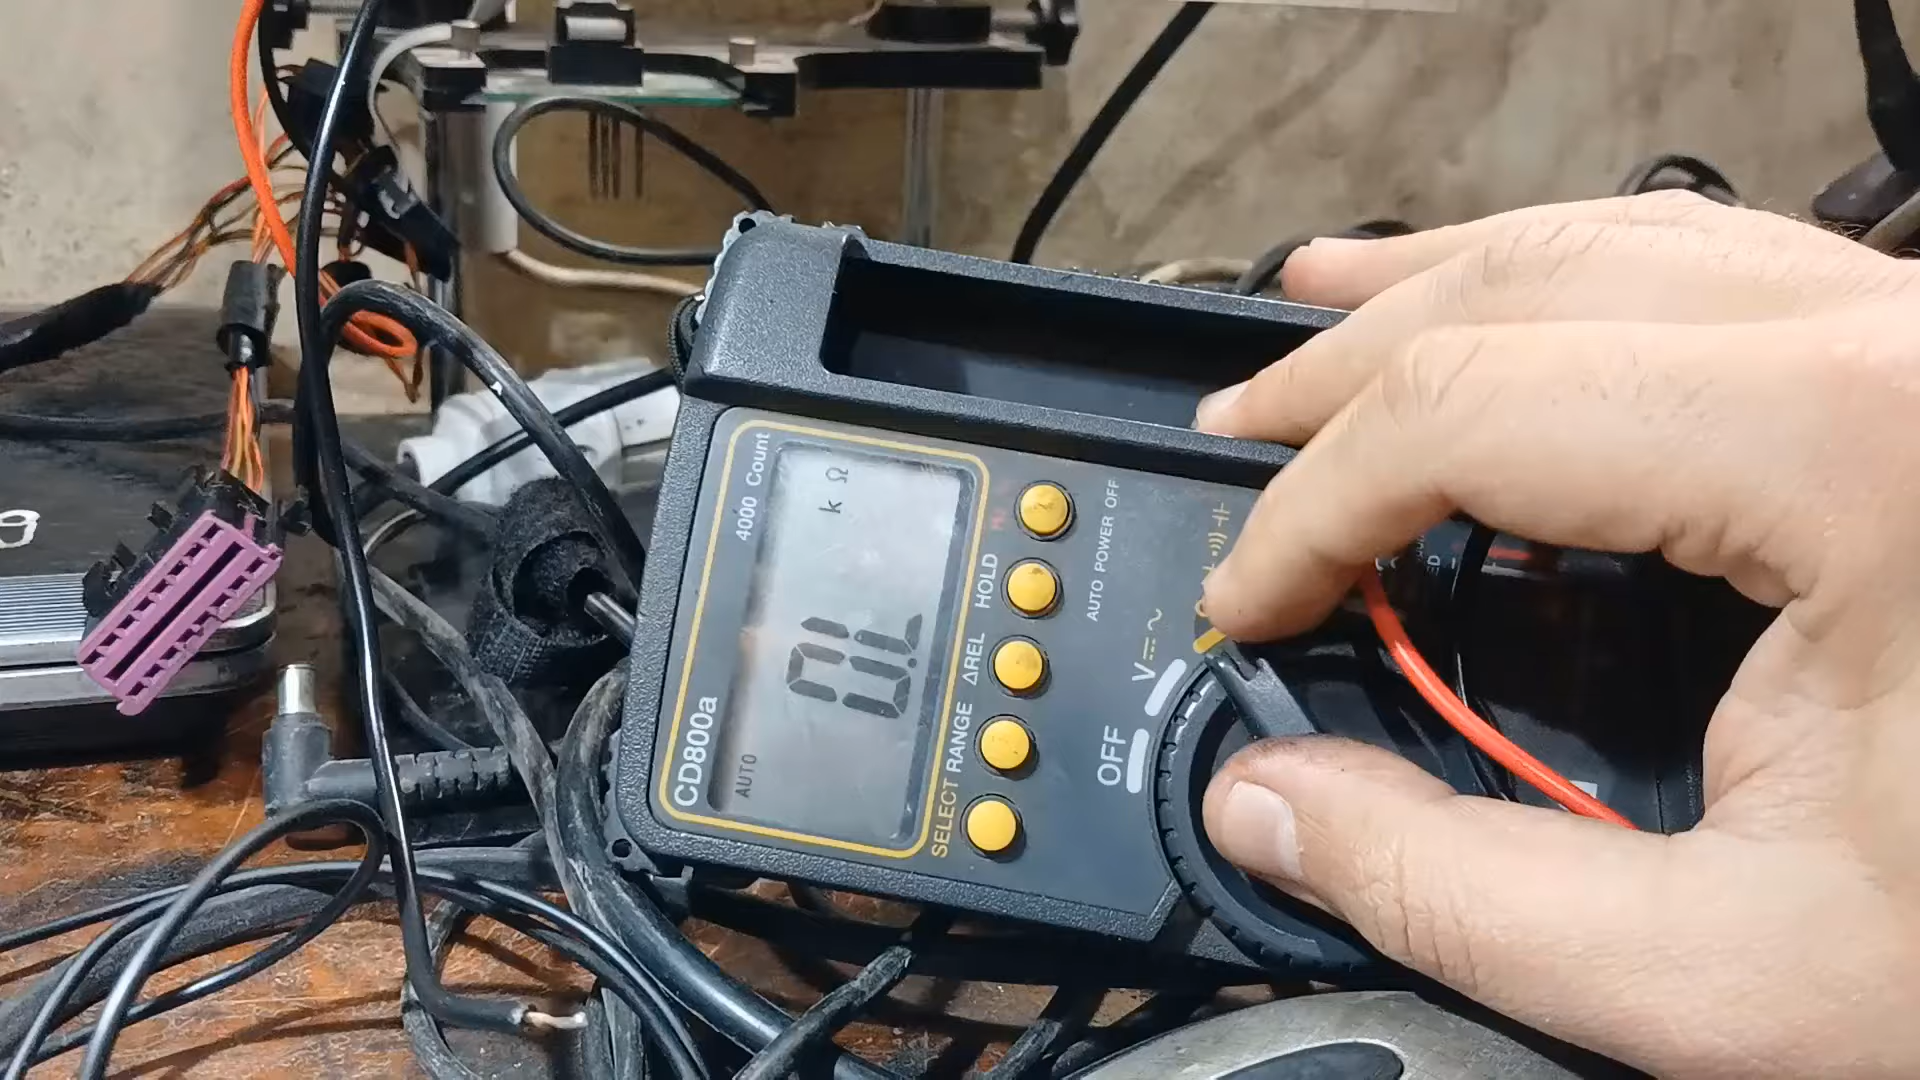 4000 Count
CD800a
AUTO
k Ω
0.L
HOLD
ΔREL
RANGE
SELECT
AUTO POWER OFF
V
OFF